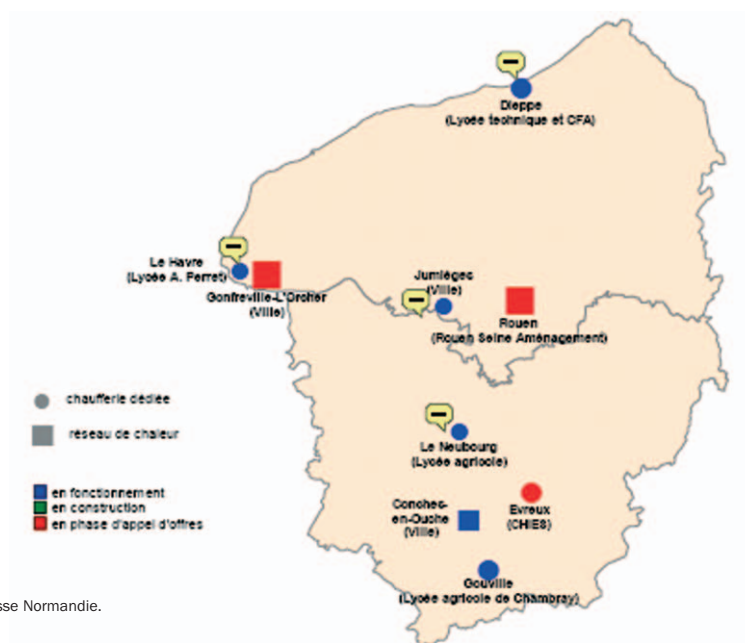 Dieppe
(Lycée technique et CFA)
Le Havre
(Lycée A. Perret)
Gonfreville-L'Orcher
(Ville)
Jumièges
(Ville)
Rouen
(Rouen Seine Aménagement)
chaufferie dédiée
réseau de chaleur
Le Neubourg
(Lycée agricole)
en fonctionnement
en construction
en phase d'appel d'offres
Conches-
en-Ouche
(Ville)
Evreux
(CHIES)
Gouville
(Lycée agricole de Chambray)
sse Normandie.